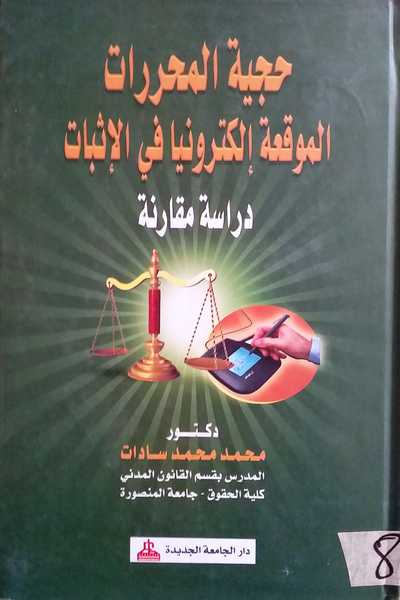 حجية المحررات
الموقعة إلكترونيا في الإثبات
دراسة مقارنة
دكتور
محمد محمد سادات
المدرس بقسم القانون المدني
كلية الحقوق - جامعة المنصورة
دار الجامعة الجديدة
8